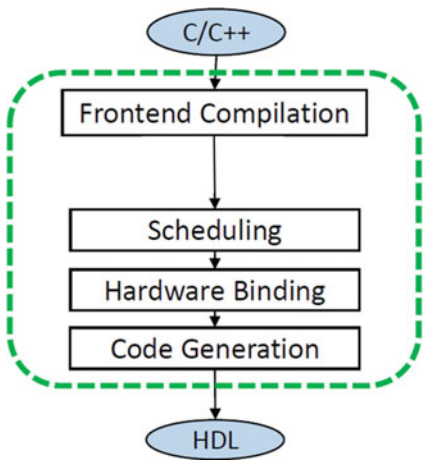 C/C++
Frontend Compilation
Scheduling
Hardware Binding
Code Generation
HDL